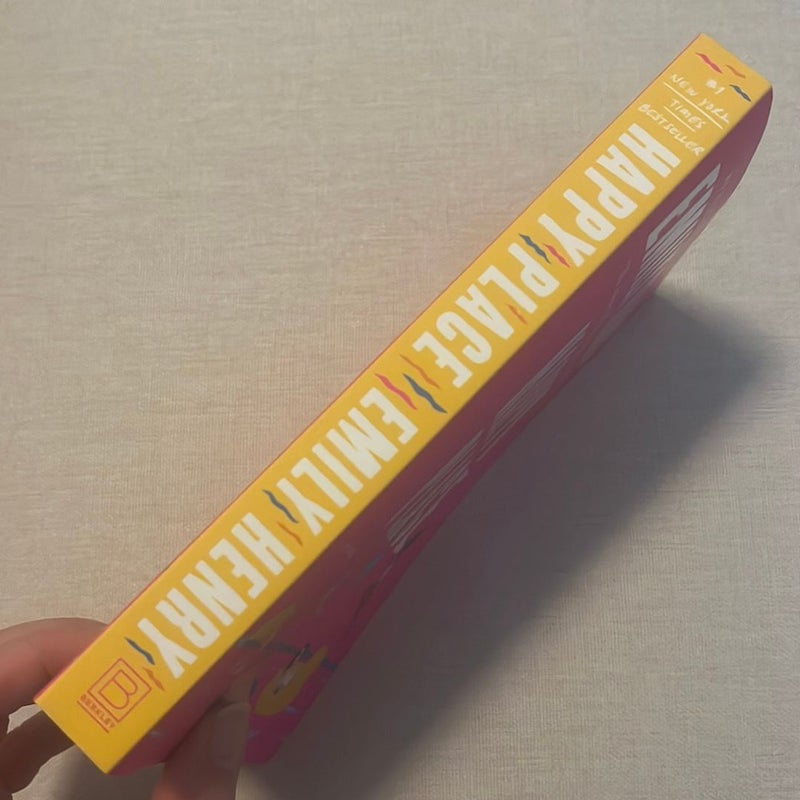 #1
NEW YORK
TIMES
BESTSELLER
HAPPY PLACE
EMILY HENRY
B
BERKLEY